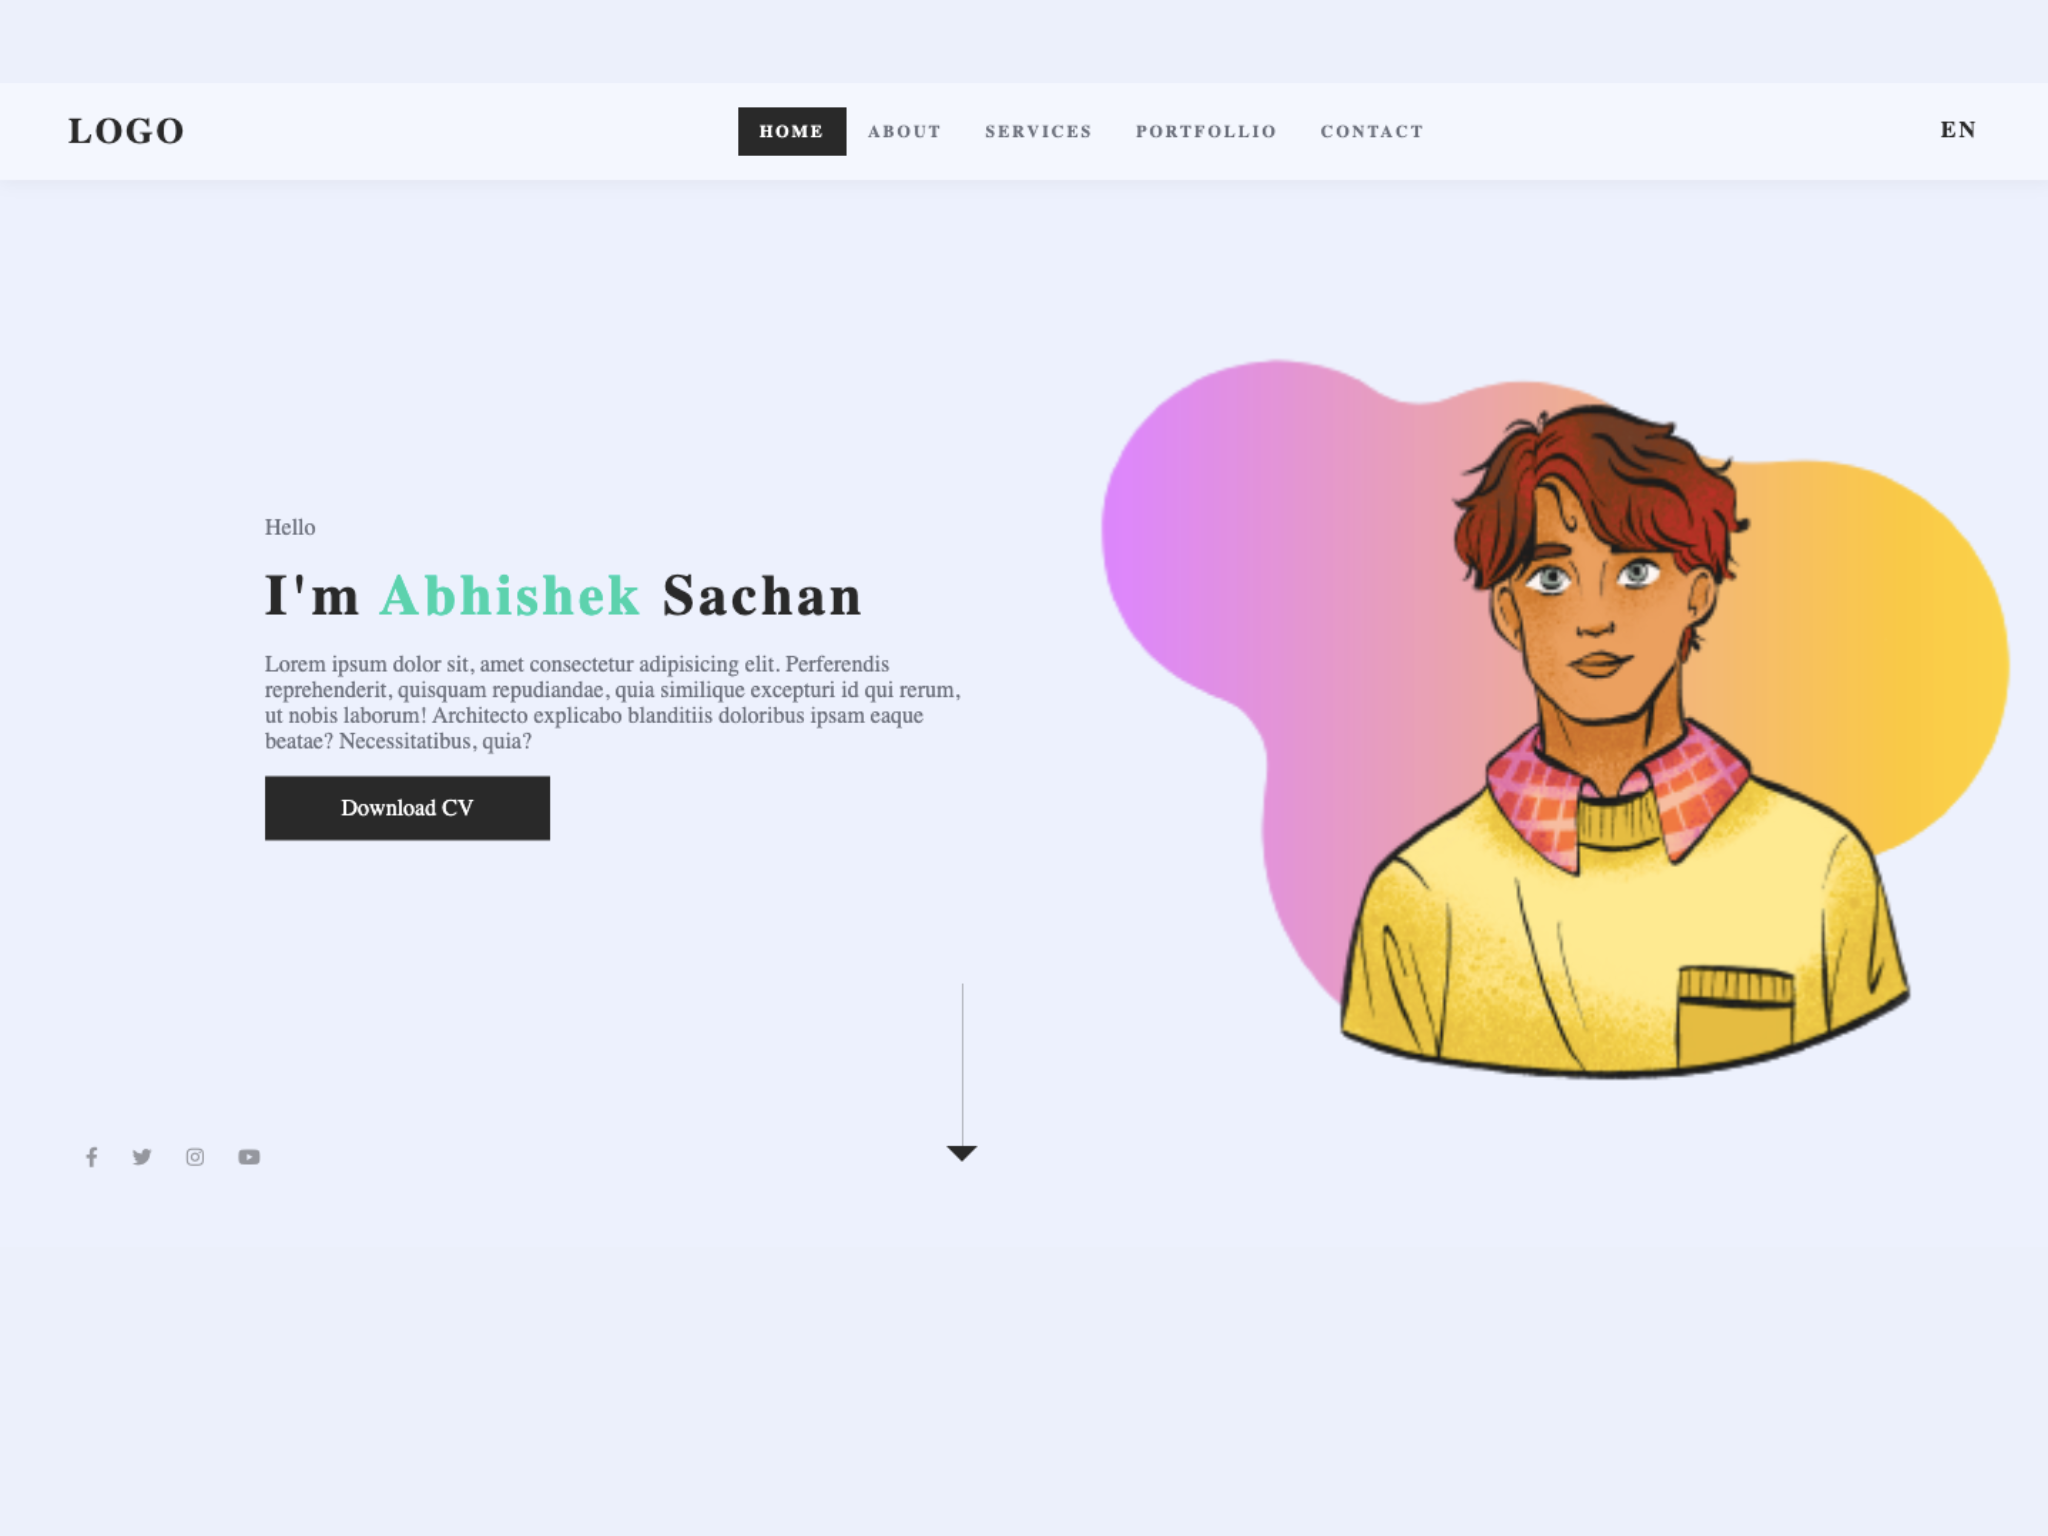 LOGO
HOME ABOUT SERVICES PORTFOLLIO CONTACT
EN
Hello
I'm Abhishek Sachan
Lorem ipsum dolor sit, amet consectetur adipisicing elit. Perferendis
reprehenderit, quisquam repudiandae, quia similique excepturi id qui rerum,
ut nobis laborum! Architecto explicabo blanditiis doloribus ipsam eaque
beatae? Necessitatibus, quia?
Download CV